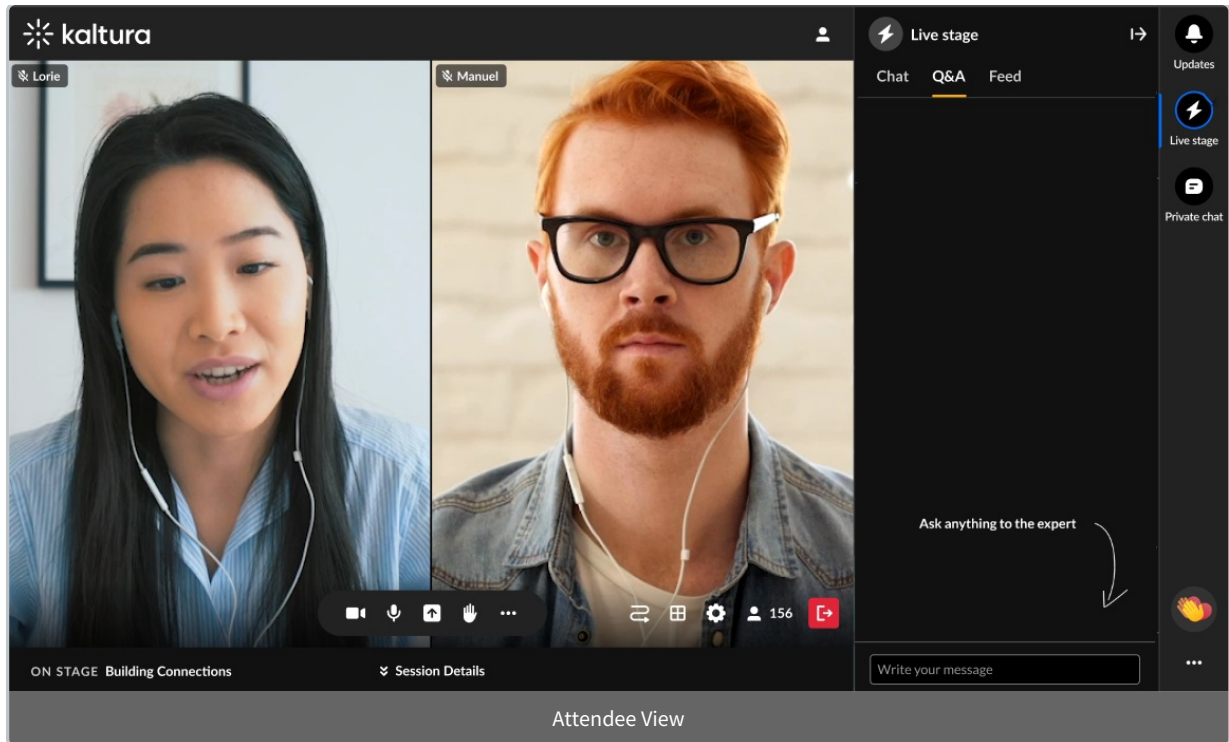 kaltura
Lorie
Manuel
156
ON STAGE Building Connections
Session Details
Live stage
Chat Q&A Feed
Ask anything to the expert
Write your message
Updates
Live stage
Private chat
Attendee View